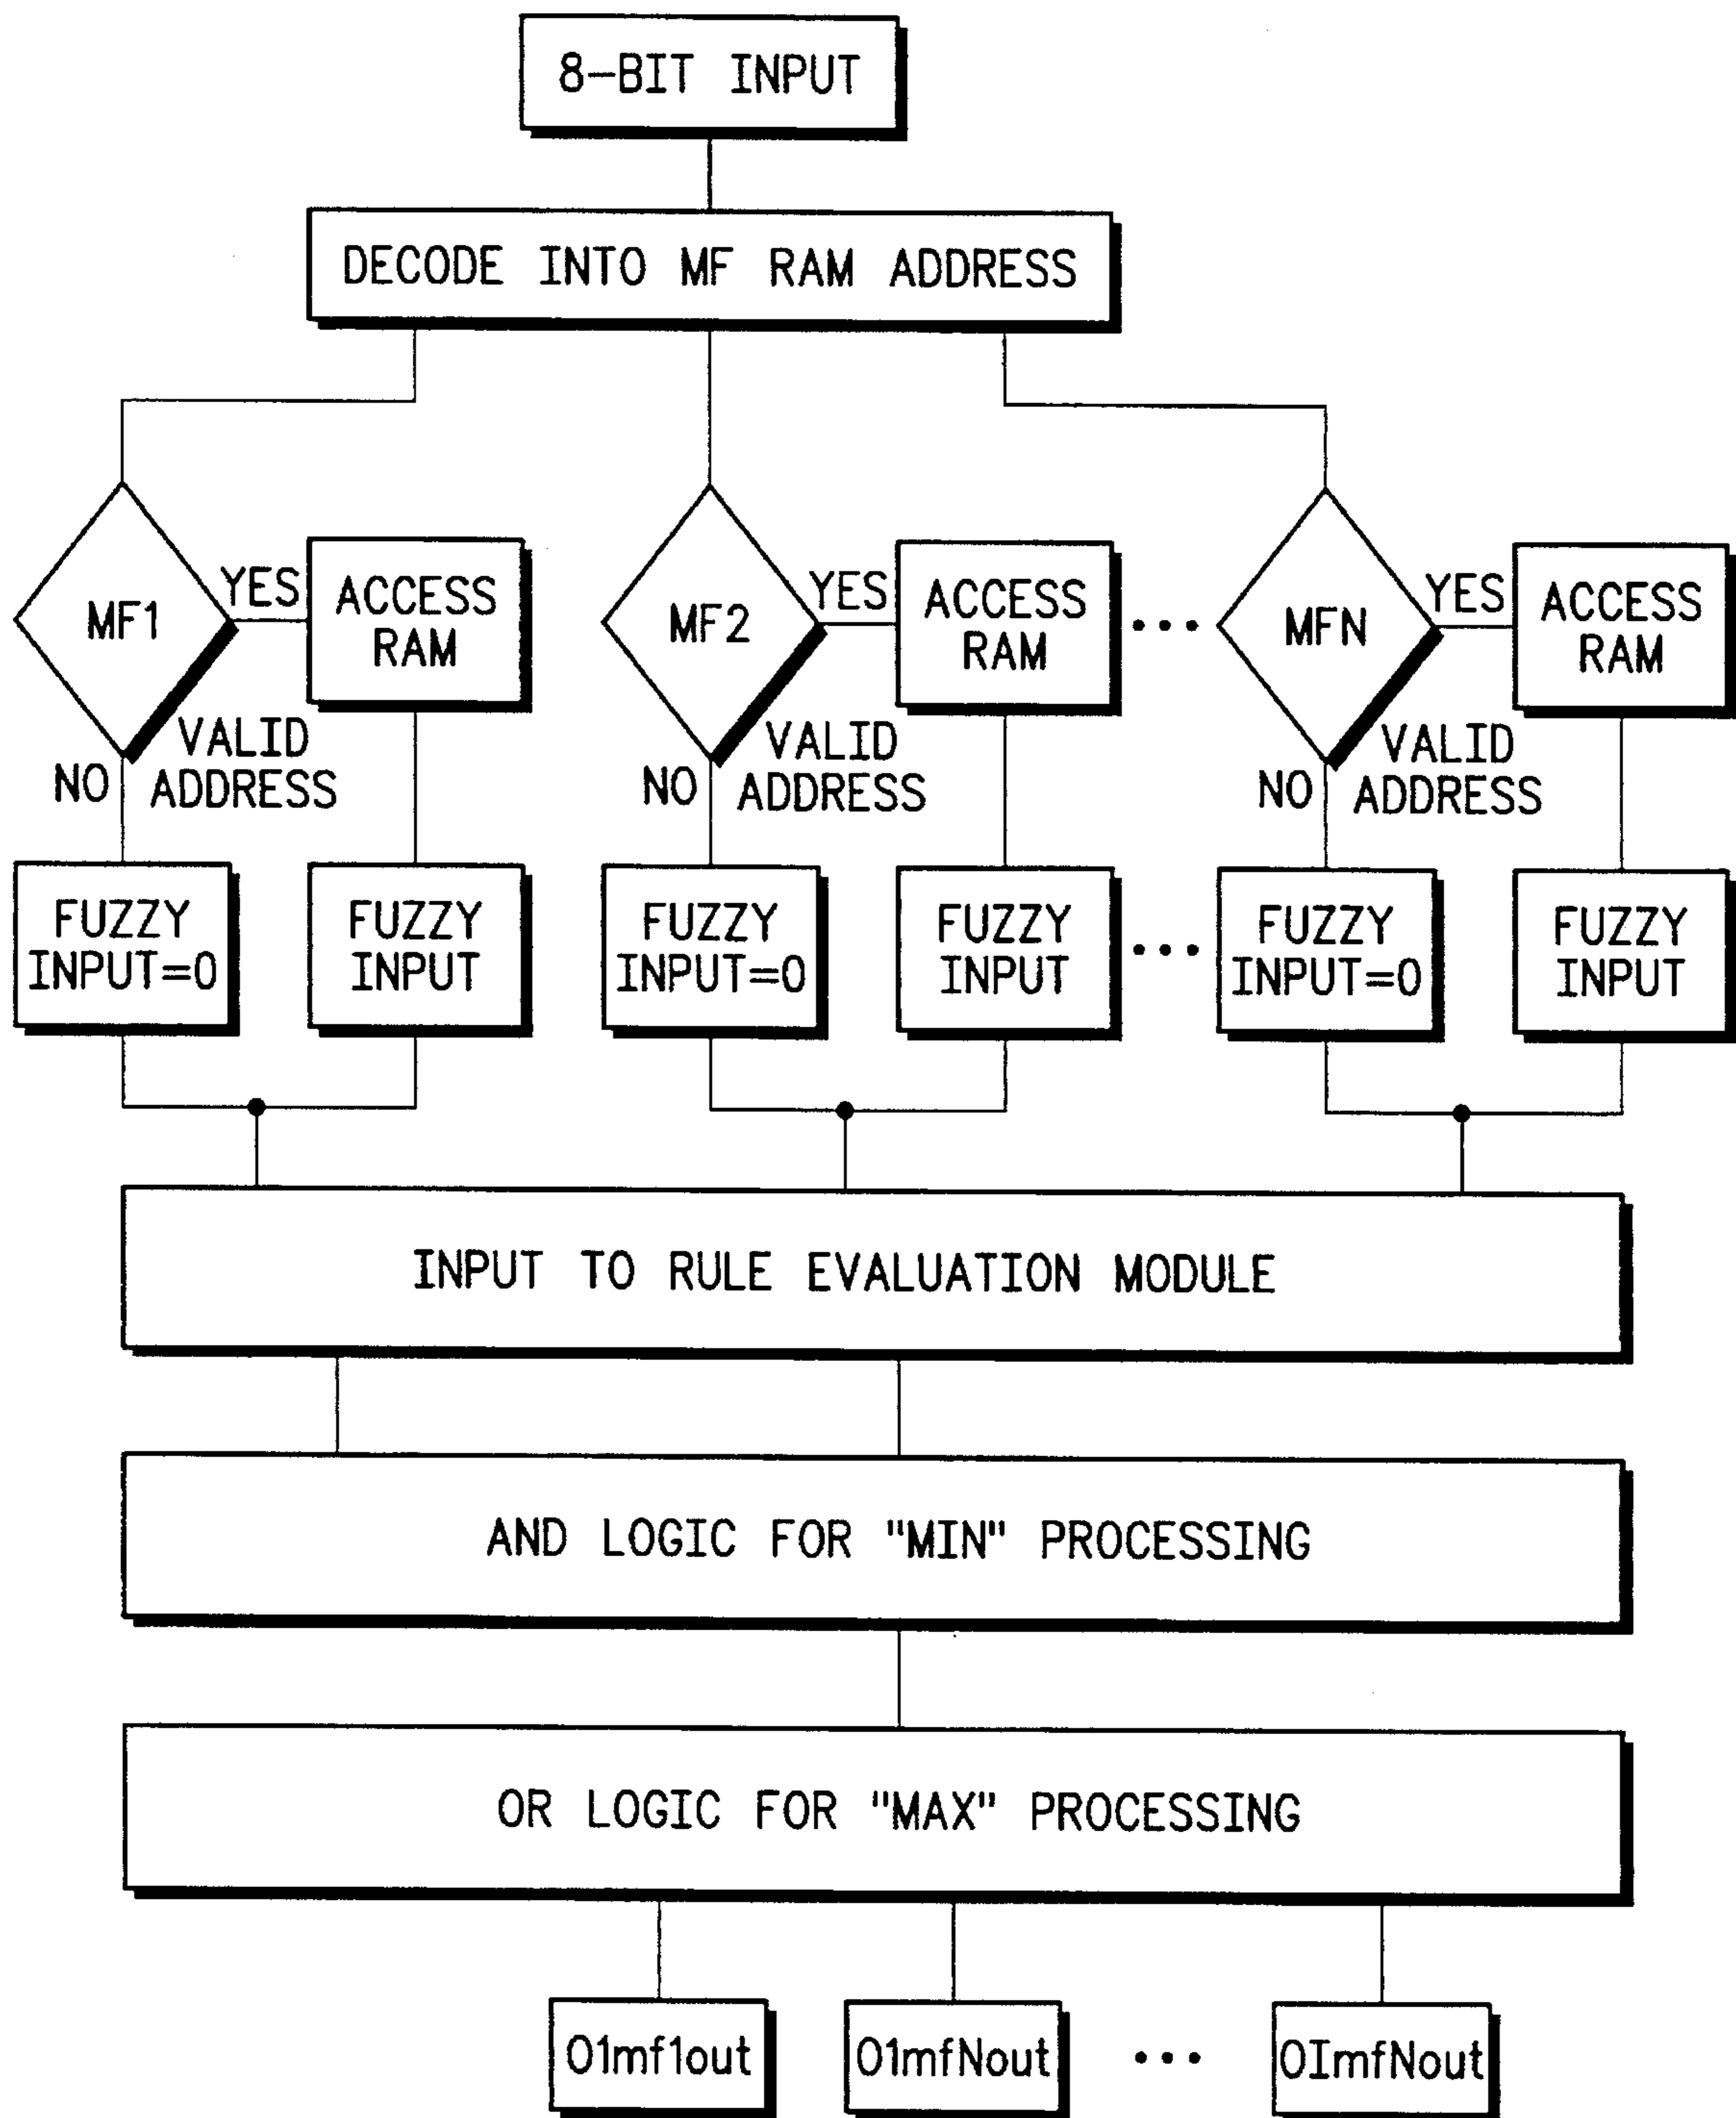 8-BIT INPUT
DECODE INTO MF RAM ADDRESS
MF1
YES
ACCESS
RAM
VALID
ADDRESS
NO
MF2
YES
ACCESS
RAM
VALID
ADDRESS
NO
•••
MFN
YES
ACCESS
RAM
VALID
ADDRESS
NO
FUZZY
INPUT=0
FUZZY
INPUT
FUZZY
INPUT=0
FUZZY
INPUT
•••
FUZZY
INPUT=0
FUZZY
INPUT
INPUT TO RULE EVALUATION MODULE
AND LOGIC FOR "MIN" PROCESSING
OR LOGIC FOR "MAX" PROCESSING
O1mf1out
O1mfNout
•••
OImfNout